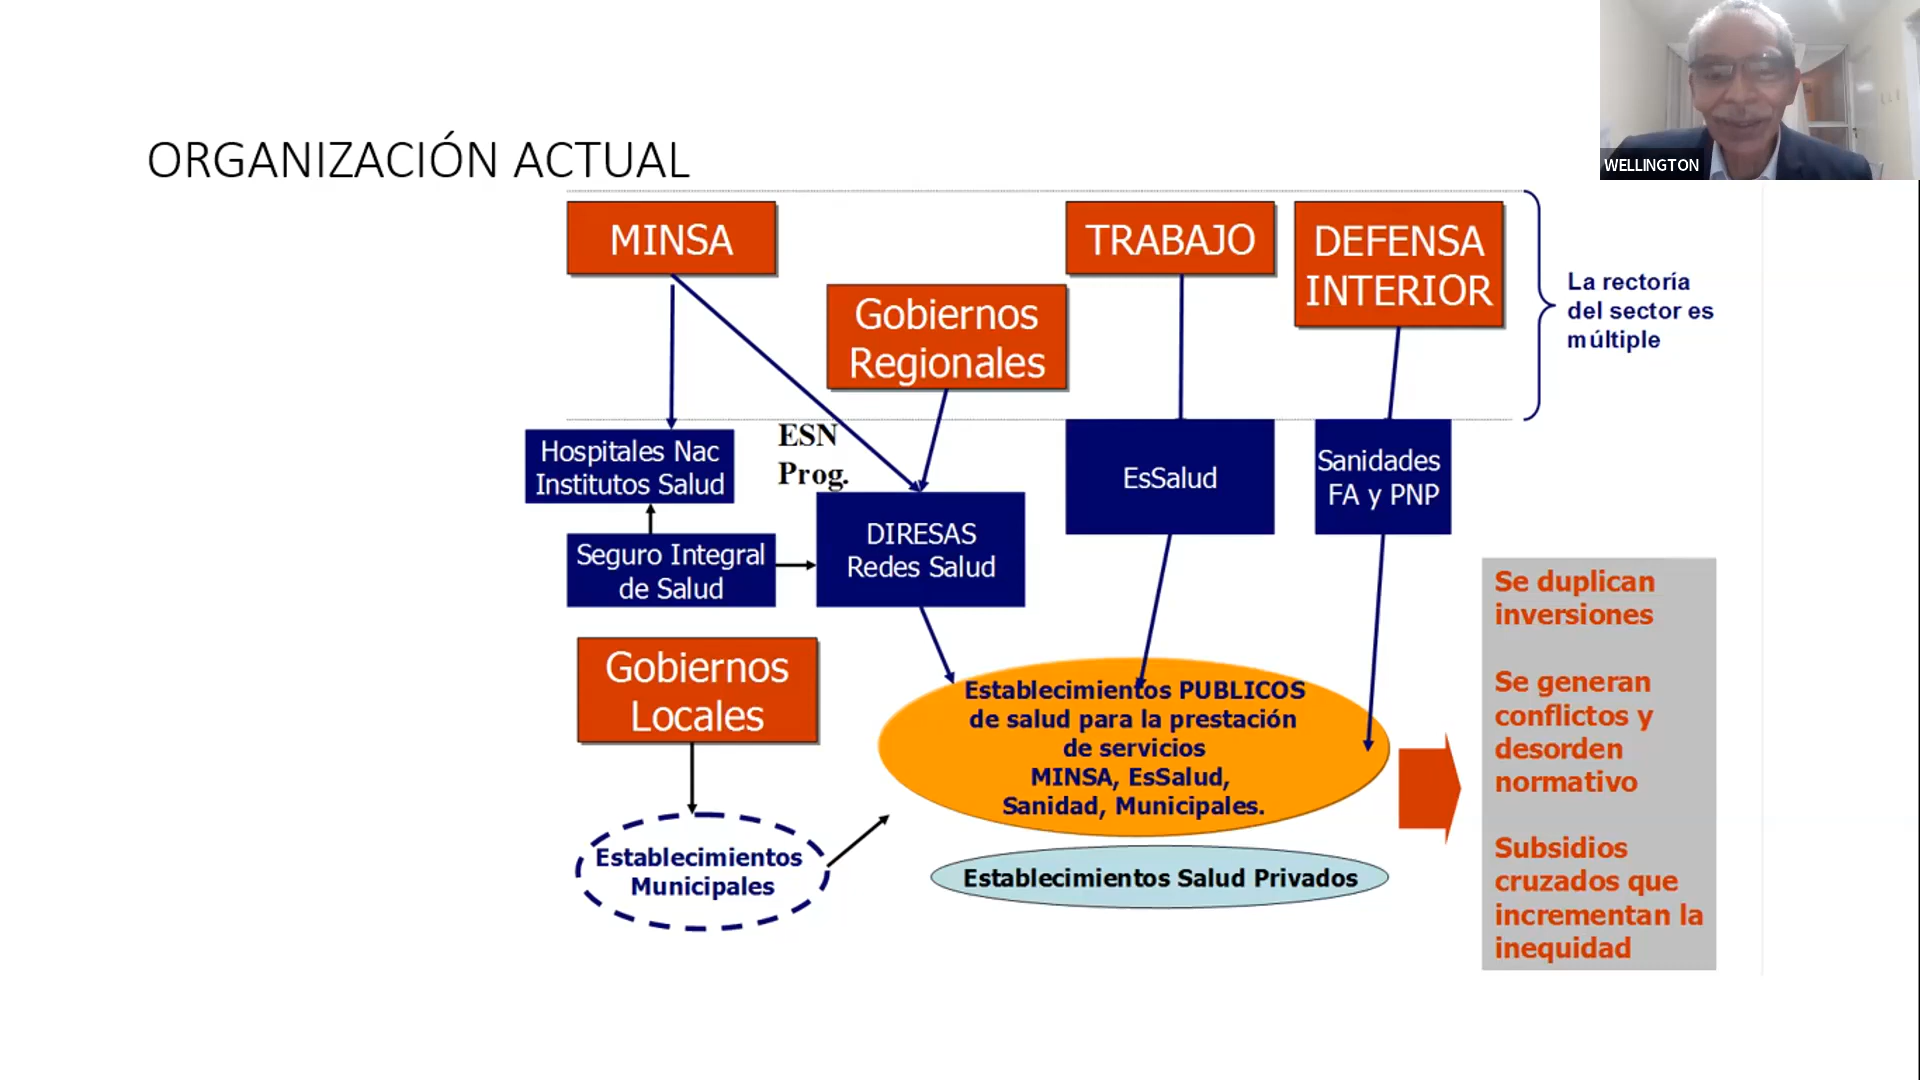 WELLINGTON
ORGANIZACIÓN ACTUAL
MINSA
TRABAJO
DEFENSA
INTERIOR
Gobiernos
Regionales
La rectoría
del sector es
múltiple
ESN
Prog.
Hospitales Nac
Institutos Salud
EsSalud
Sanidades
FA y PNP
Seguro Integral
de Salud
DIRESAS
Redes Salud
Gobiernos
Locales
Establecimientos PUBLICOS
de salud para la prestación
de servicios
MINSA, EsSalud,
Sanidad, Municipales.
Establecimientos
Municipales
Establecimientos Salud Privados
Se duplican
inversiones
Se generan
conflictos y
desorden
normativo
Subsidios
cruzados que
incrementan la
inequidad